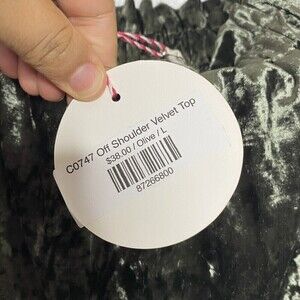 C0747 Off Shoulder Velvet Top
$38.00 / Olive / L
87266800